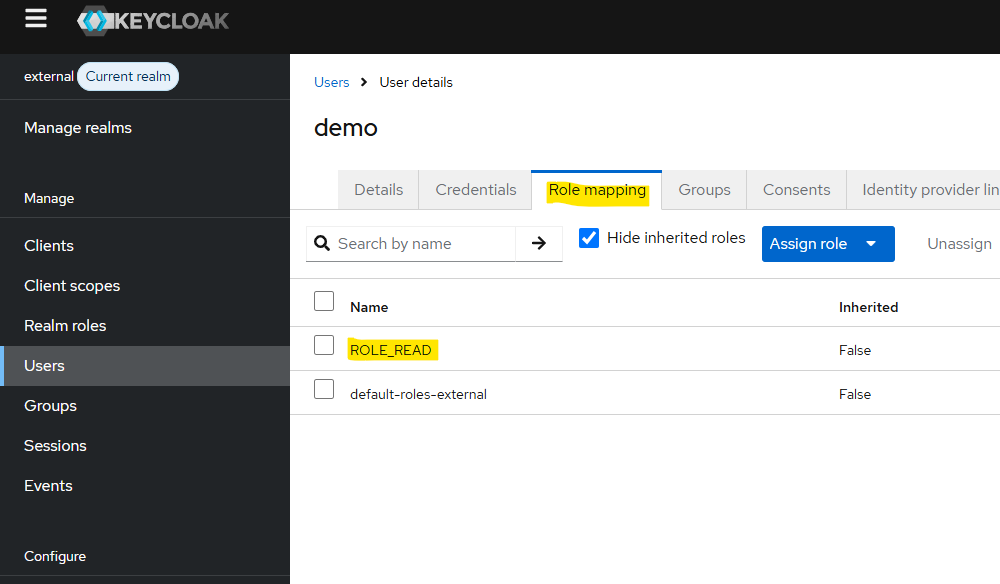 KEYCLOAK
external Current realm
Manage realms
Manage
Clients
Client scopes
Realm roles
Users
Groups
Sessions
Events
Configure
Users > User details
demo
Details Credentials Role mapping Groups Consents Identity provider lin
Search by name Hide inherited roles Assign role Unassign
Name Inherited
ROLE_READ False
default-roles-external False